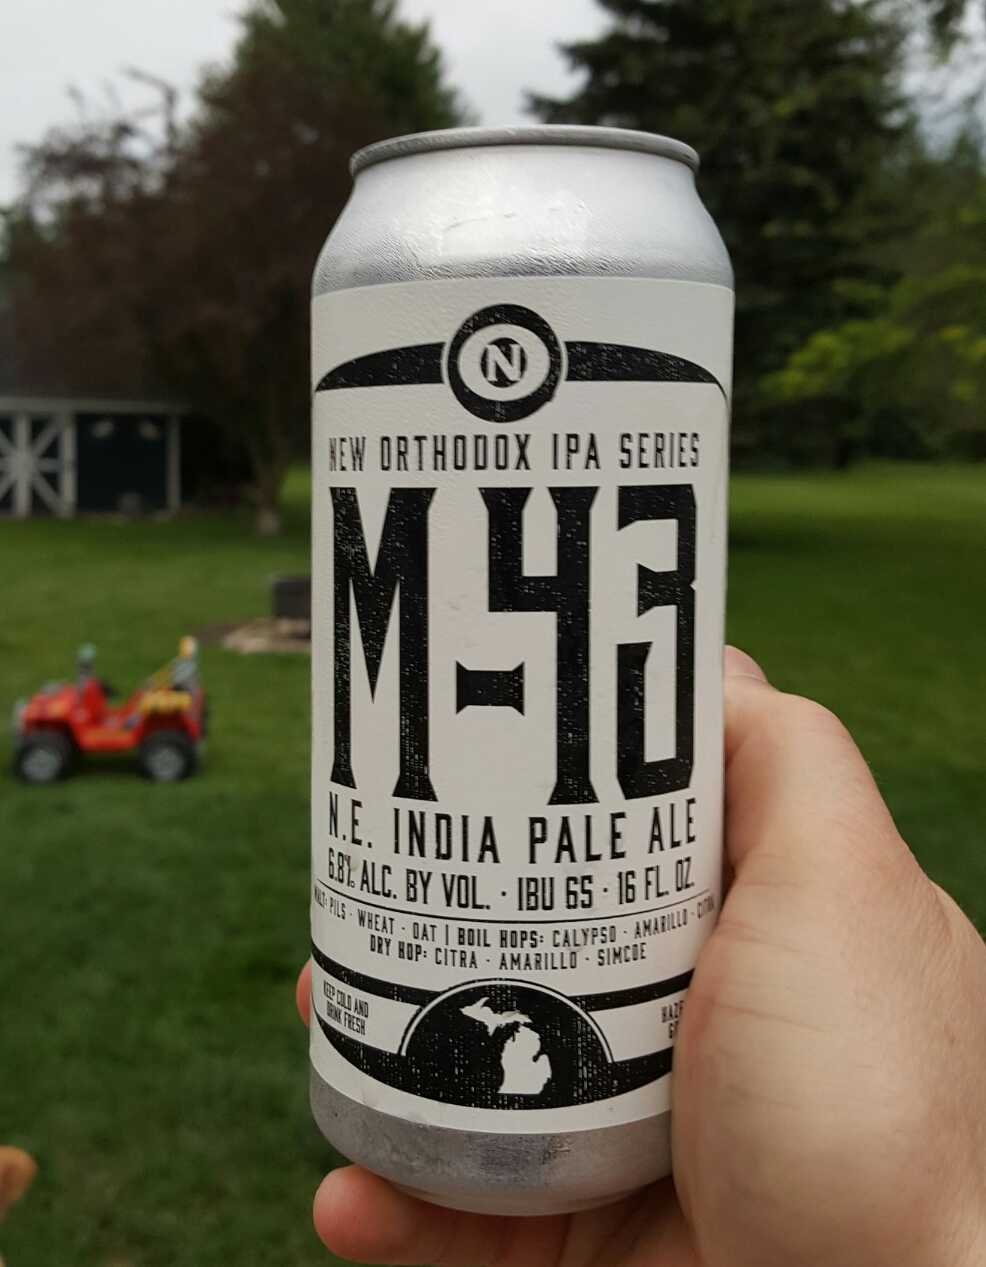 N
NEW ORTHODOX IPA SERIES
M-43
N.E. INDIA PALE ALE
6.8% ALC. BY VOL. · IBU 65 · 16 FL. OZ.
MALT: PILS · WHEAT · OAT | BOIL HOPS: CALYPSO · AMARILLO · CITRA
DRY HOP: CITRA · AMARILLO · SIMCOE
KEEP COLD AND
DRINK FRESH